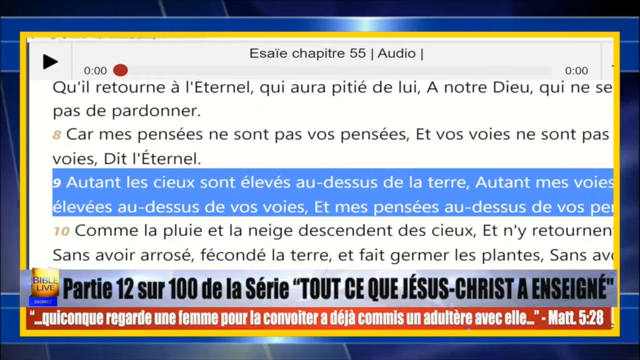 Esaïe chapitre 55 | Audio |
0:00
0:00
Qu'il retourne à l'Eternel, qui aura pitié de lui, A notre Dieu, qui ne se
pas de pardonner.
8 Car mes pensées ne sont pas vos pensées, Et vos voies ne sont pas
voies, Dit l'Éternel.
9 Autant les cieux sont élevés au-dessus de la terre, Autant mes voies
élevées au-dessus de vos voies, Et mes pensées au-dessus de vos pen
10 Comme la pluie et la neige descendent des cieux, Et n'y retournent
Sans avoir arrosé, fécondé la terre, et fait germer les plantes, Sans avo
BIBLE
LIVE
Partie 12 sur 100 de la Série “TOUT CE QUE JÉSUS-CHRIST A ENSEIGNÉ"
“...quiconque regarde une femme pour la convoiter a déjà commis un adultère avec elle...” - Matt. 5:28